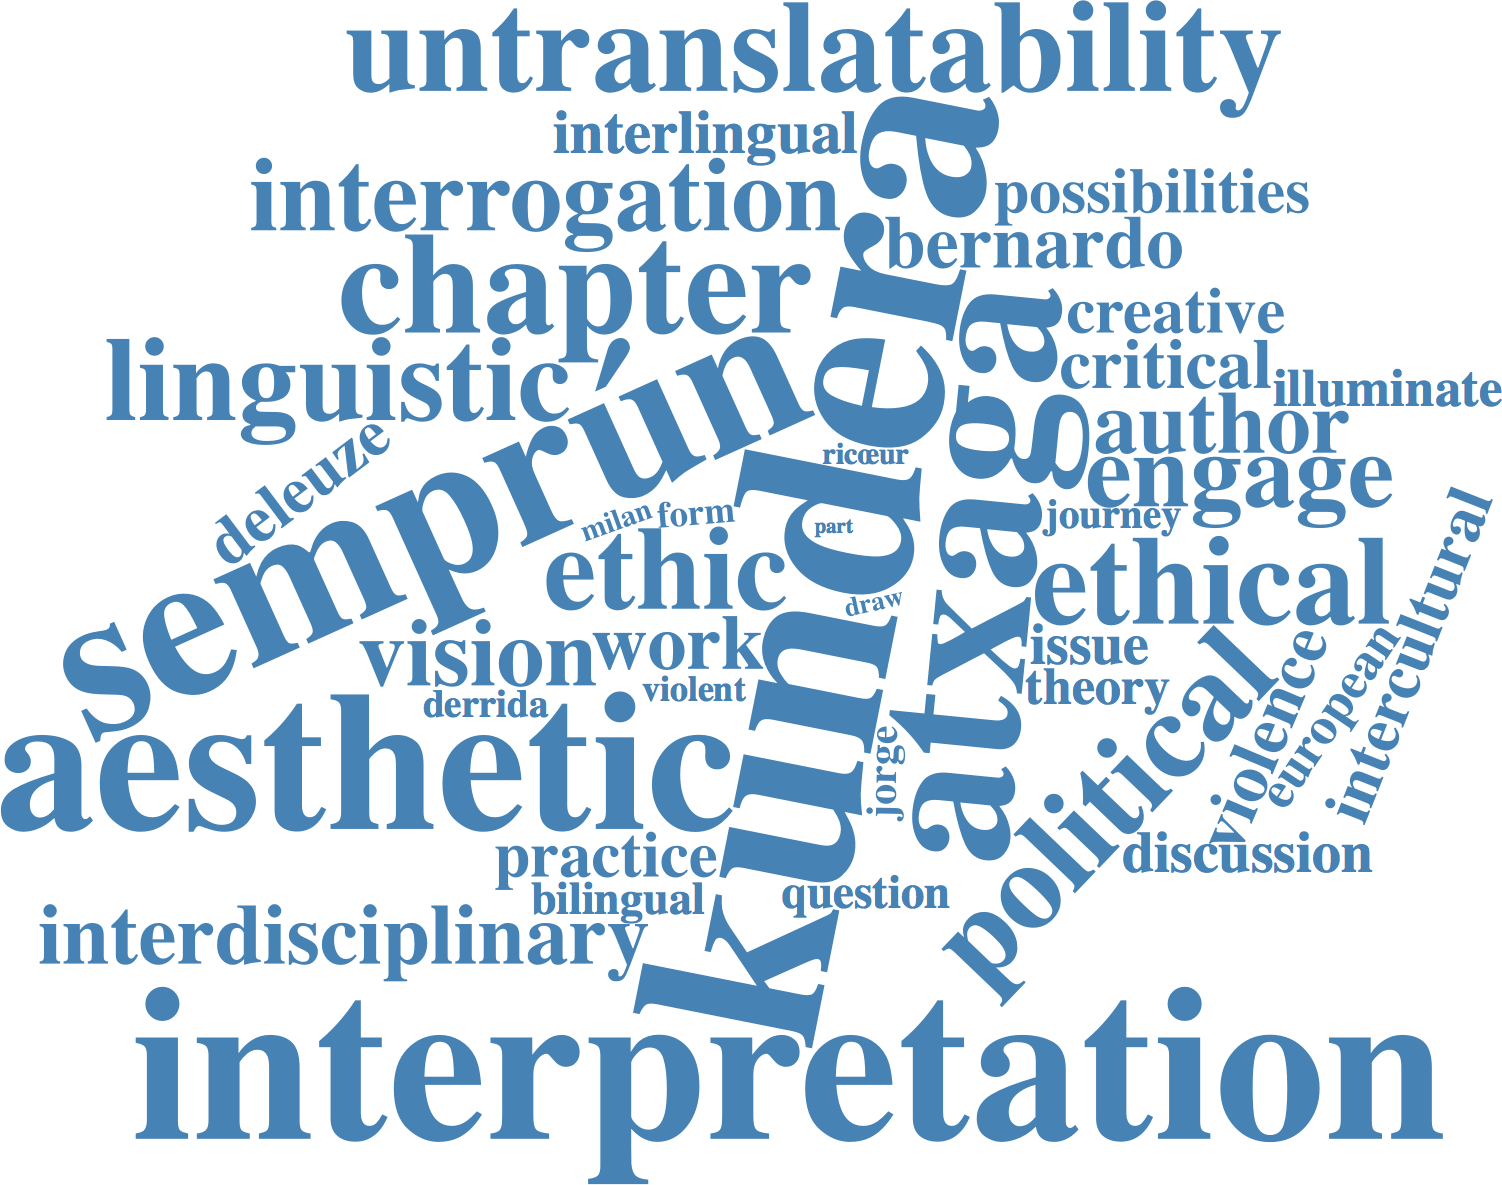 untranslatability
interlingual
interrogation
possibilities
bernardo
chapter
creative
linguistic
critical
illuminate
semprún
kundera
atxaga
author
engage
deleuze
ricœur
milan
form
part
journey
ethic
ethical
draw
intercultural
vision
work
issue
theory
violent
derrida
political
violence
european
aesthetic
jorge
practice
discussion
bilingual
question
interdisciplinary
interpretation